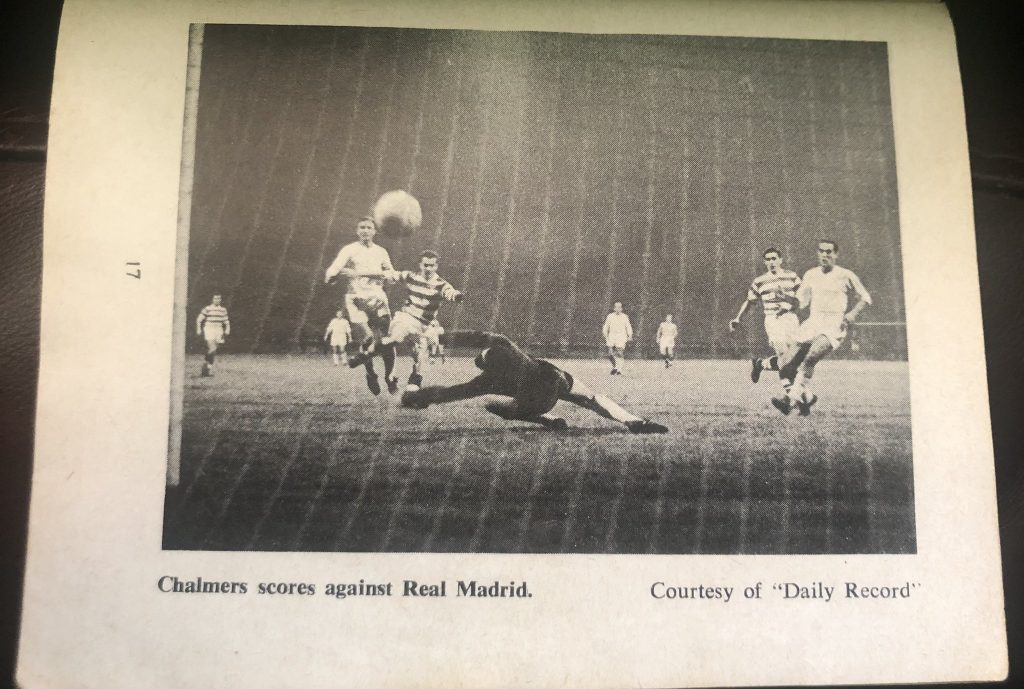 17
Chalmers scores against Real Madrid.
Courtesy of "Daily Record"